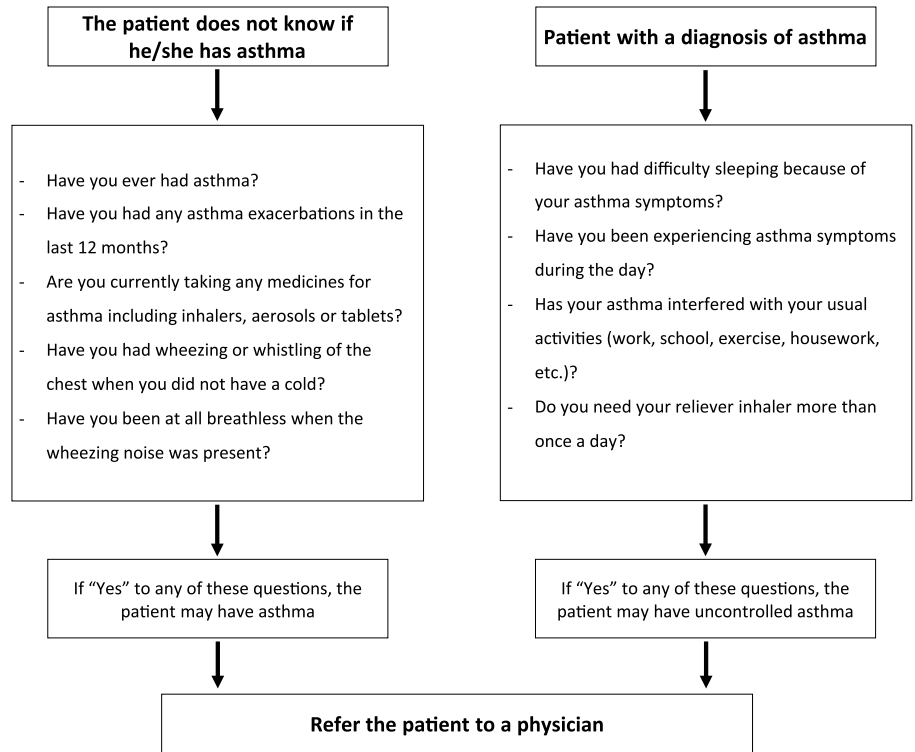 The patient does not know if
he/she has asthma
- Have you ever had asthma?
- Have you had any asthma exacerbations in the
last 12 months?
- Are you currently taking any medicines for
asthma including inhalers, aerosols or tablets?
- Have you had wheezing or whistling of the
chest when you did not have a cold?
- Have you been at all breathless when the
wheezing noise was present?
If “Yes” to any of these questions, the
patient may have asthma
Patient with a diagnosis of asthma
- Have you had difficulty sleeping because of
your asthma symptoms?
- Have you been experiencing asthma symptoms
during the day?
- Has your asthma interfered with your usual
activities (work, school, exercise, housework,
etc.)?
- Do you need your reliever inhaler more than
once a day?
If “Yes” to any of these questions, the
patient may have uncontrolled asthma
Refer the patient to a physician